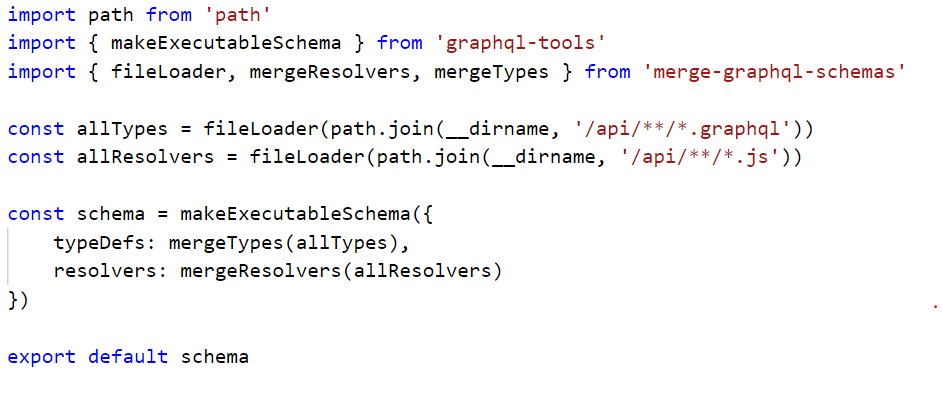 import path from 'path'
import { makeExecutableSchema } from 'graphql-tools'
import { fileLoader, mergeResolvers, mergeTypes } from 'merge-graphql-schemas'

const allTypes = fileLoader(path.join(__dirname, '/api/**/*.graphql'))
const allResolvers = fileLoader(path.join(__dirname, '/api/**/*.js'))

const schema = makeExecutableSchema({
    typeDefs: mergeTypes(allTypes),
    resolvers: mergeResolvers(allResolvers)
})

export default schema